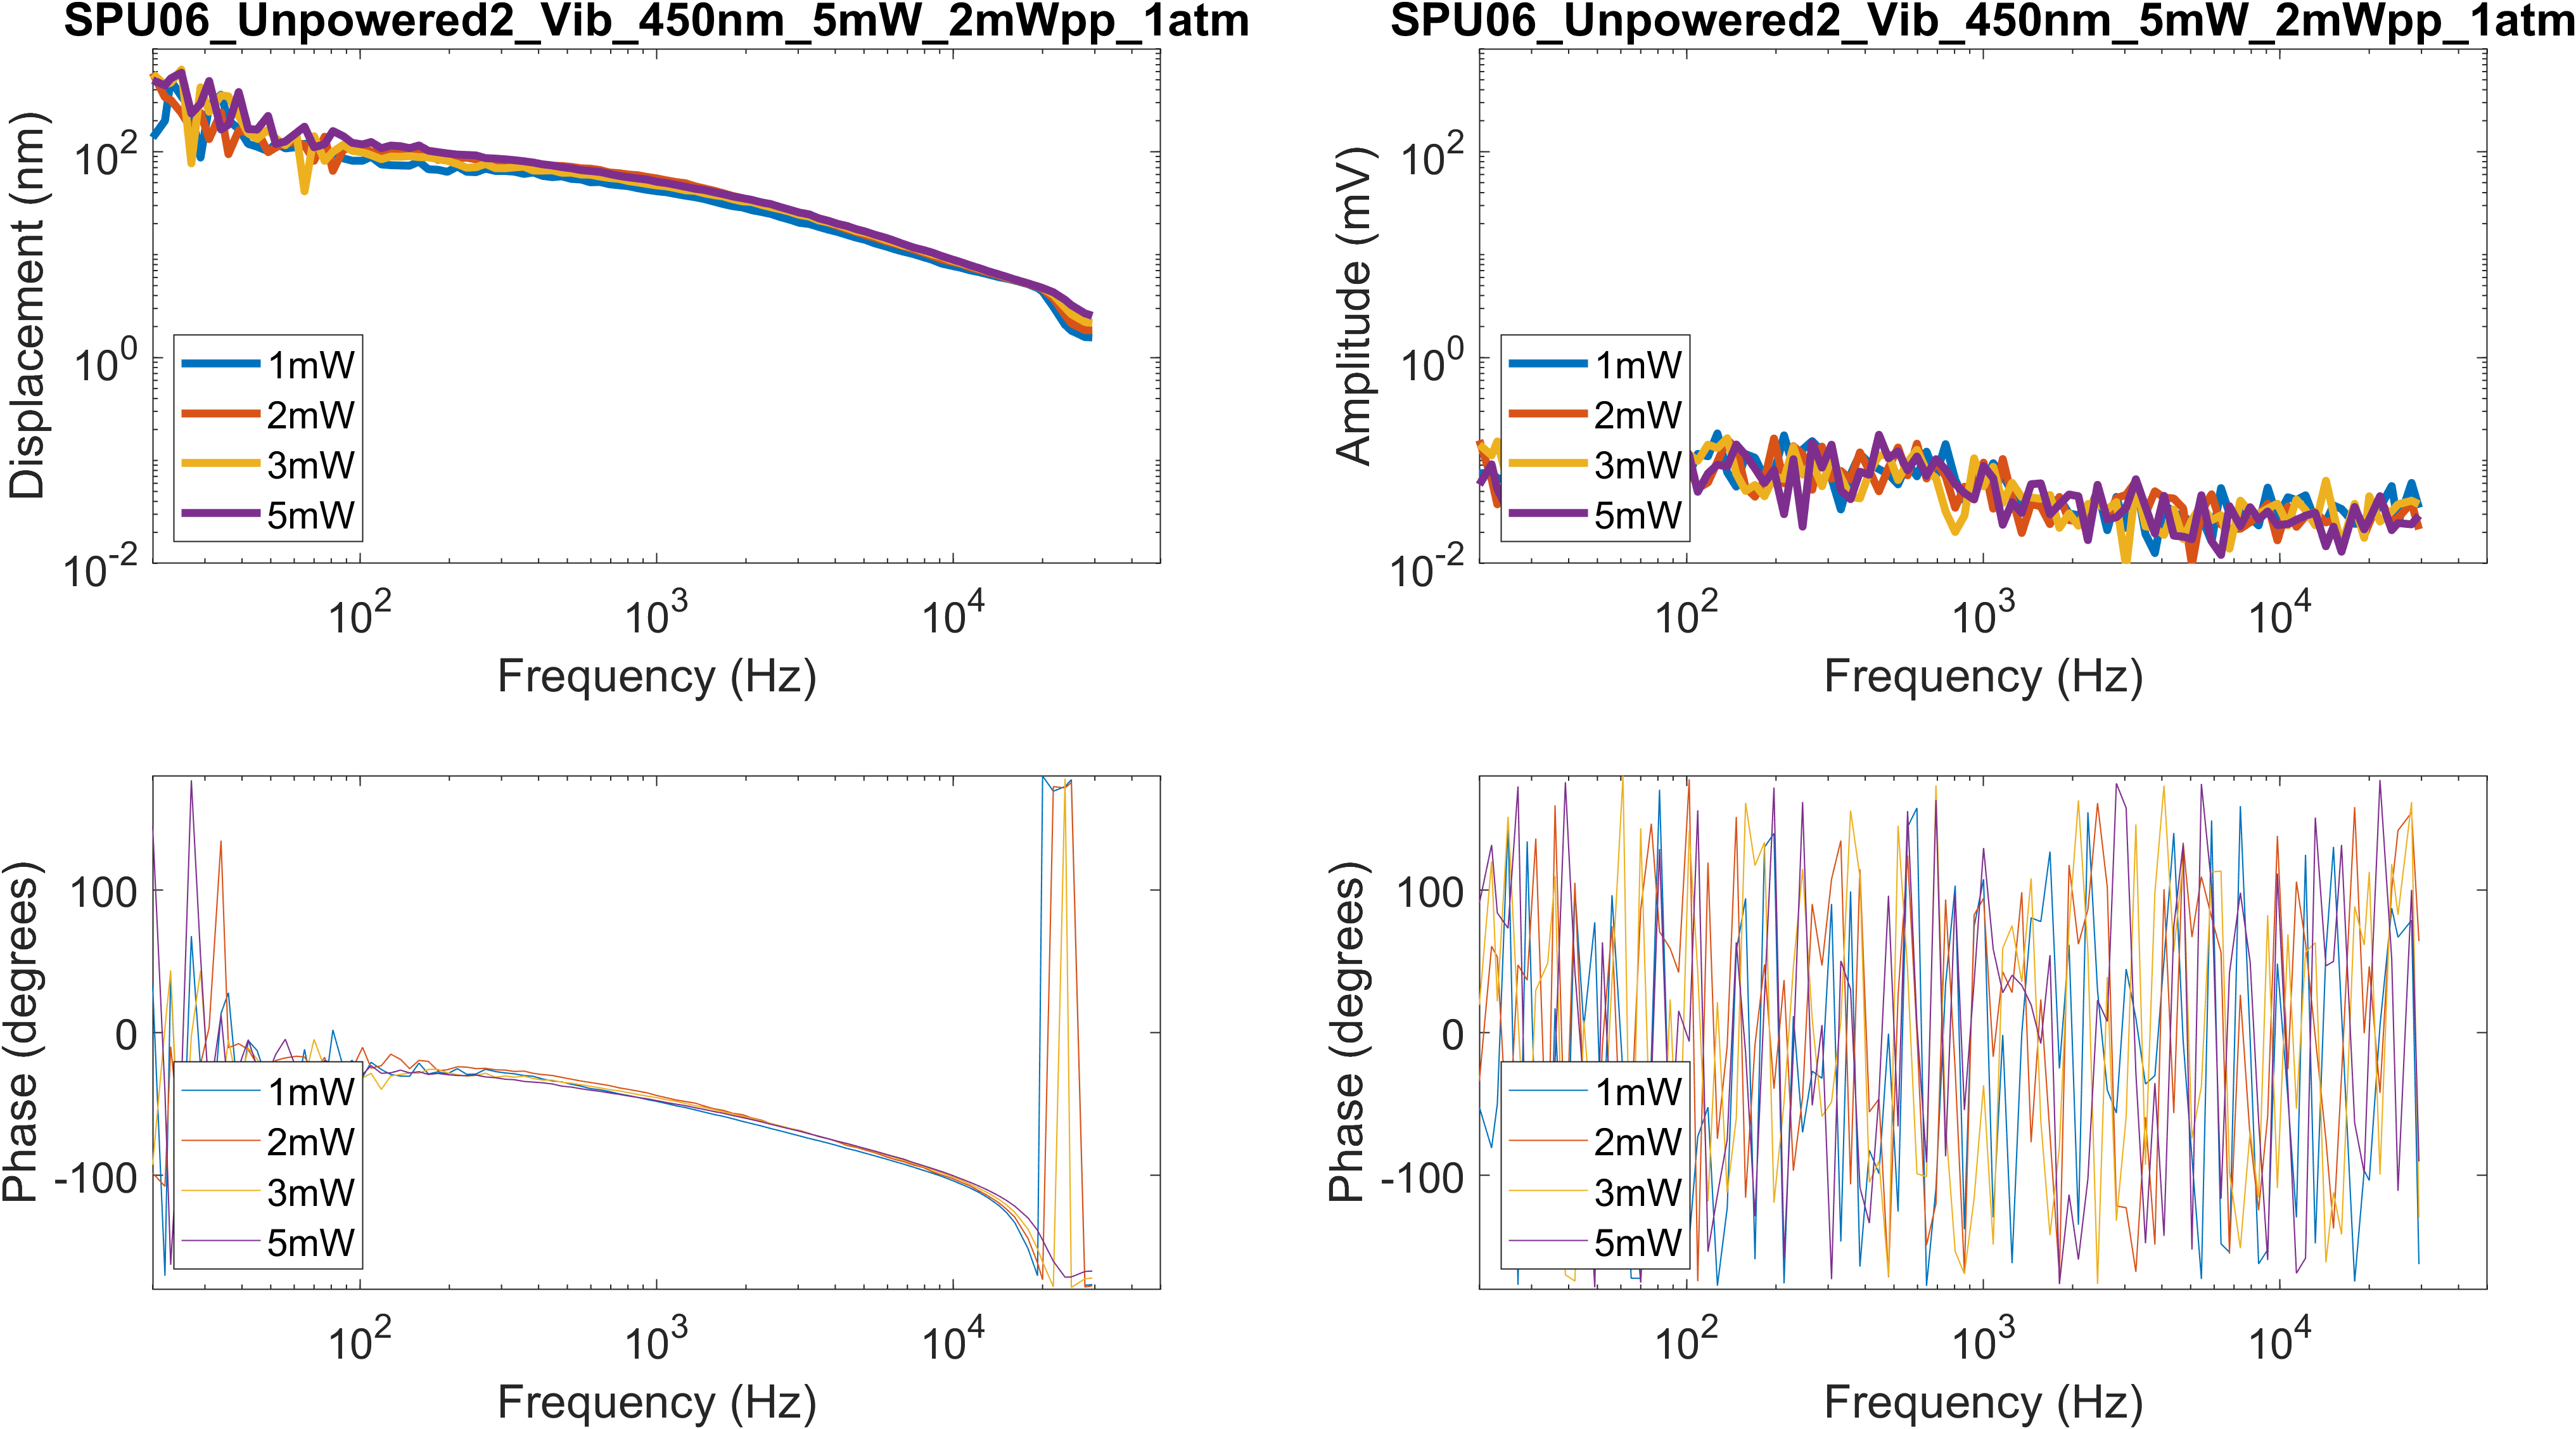 SPU06_Unpowered2_Vib_450nm_5mW_2mWpp_1atm
Displacement (nm)
10^2
10^0
10^-2
1mW
2mW
3mW
5mW
10^2
10^3
10^4
Frequency (Hz)
SPU06_Unpowered2_Vib_450nm_5mW_2mWpp_1atm
Amplitude (mV)
10^2
10^0
10^-2
1mW
2mW
3mW
5mW
10^2
10^3
10^4
Frequency (Hz)
Phase (degrees)
100
0
-100
1mW
2mW
3mW
5mW
10^2
10^3
10^4
Frequency (Hz)
Phase (degrees)
100
0
-100
1mW
2mW
3mW
5mW
10^2
10^3
10^4
Frequency (Hz)